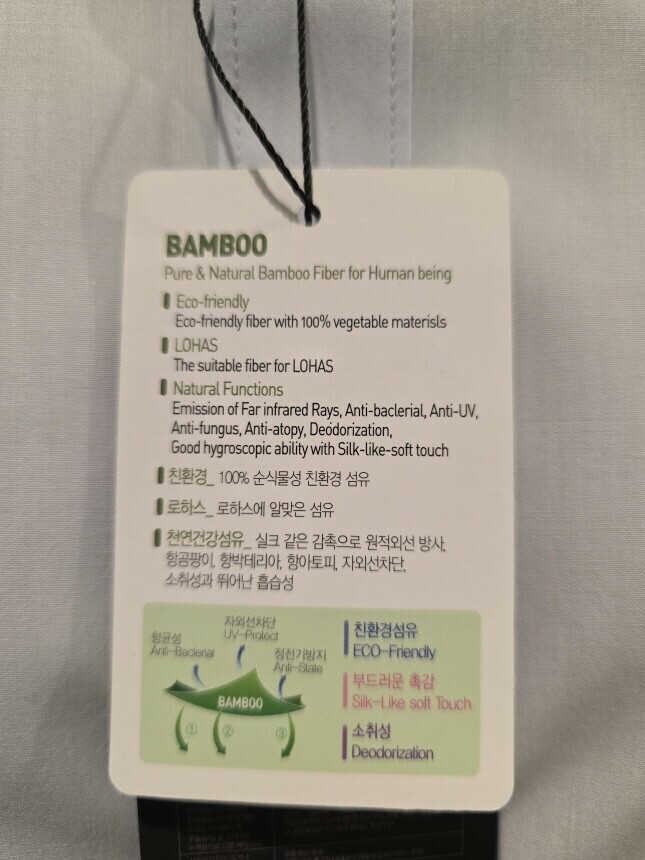 BAMBOO
Pure & Natural Bamboo Fiber for Human being
Eco-friendly
Eco-friendly fiber with 100% vegetable materisls
LOHAS
The suitable fiber for LOHAS
Natural Functions
Emission of Far infrared Rays, Anti-baclerial, Anti-UV,
Anti-fungus, Anti-atopy, Deodorization,
Good hygroscopic ability with Silk-like-soft touch
친환경_ 100% 순식물성 친환경 섬유
로하스_ 로하스에 알맞은 섬유
천연건강섬유_ 실크 같은 감촉으로 원적외선 방사,
항곰팡이, 항박테리아, 항아토피, 자외선차단,
소취성과 뛰어난 흡습성
자외선차단
UV-Protect
항균성
Anti-Baclerial
정전기방지
Anti-State
BAMBOO
① ② ③
친환경섬유
ECO-Friendly
부드러운 촉감
Silk-Like soft Touch
소취성
Deodorization